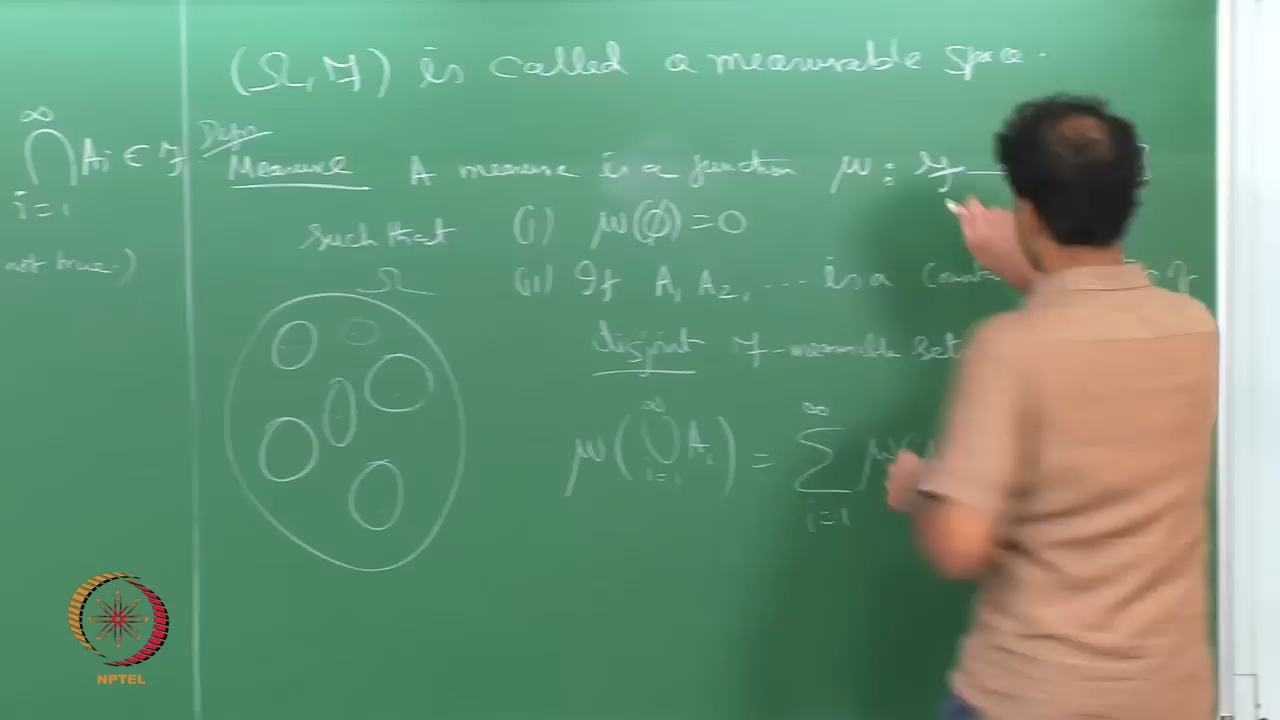 (Ω, ℱ) is called a measurable space.
∞
⋂ Ai ∈ ℱ
i=1
not true.)
Defn
Measure A measure is a function μ : ℱ —
such that (i) μ(ϕ) = 0
Ω
(ii) If A1 A2, ... is a
disjoint ℱ-measurable sets
μ(⋃_{i=1}^{∞} Ai) = ∑_{i=1}^{∞} μ(
NPTEL